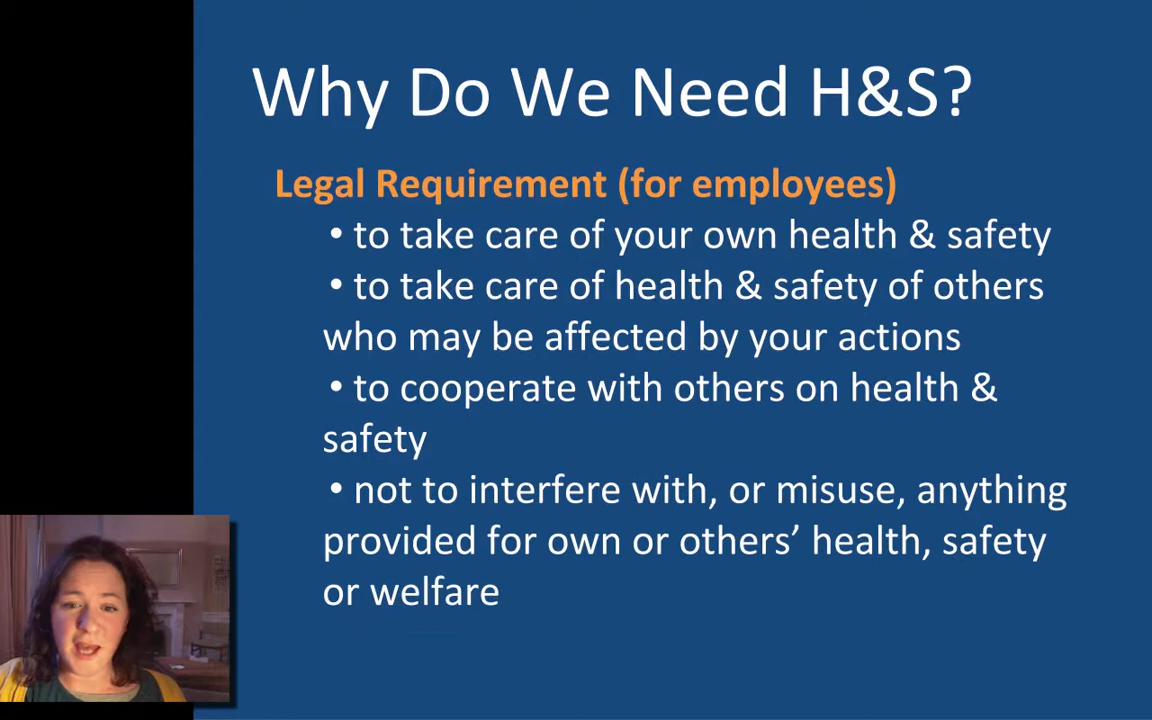 Why Do We Need H&S?
Legal Requirement (for employees)
• to take care of your own health & safety
• to take care of health & safety of others
who may be affected by your actions
• to cooperate with others on health &
safety
• not to interfere with, or misuse, anything
provided for own or others’ health, safety
or welfare